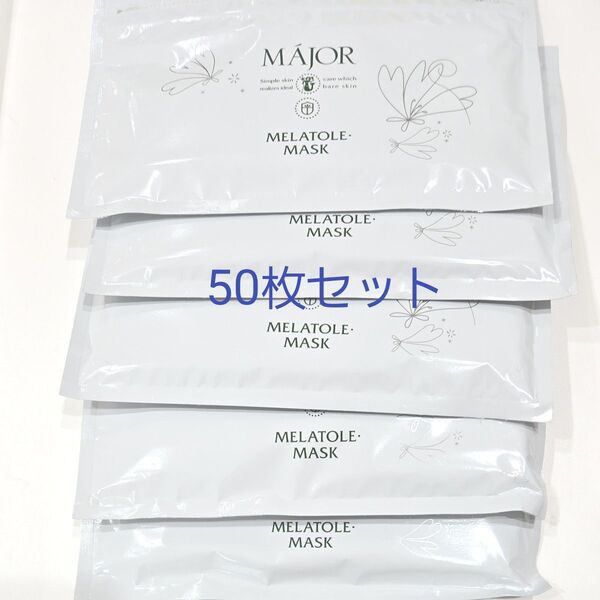 MÁJOR
Simple skin care which
realizes ideal bare skin
MELATOLE·
MASK
MELATOLE·
MASK
50枚セット
MELATOLE·
MASK
MELATOLE·
MASK
MELATOLE·
MASK